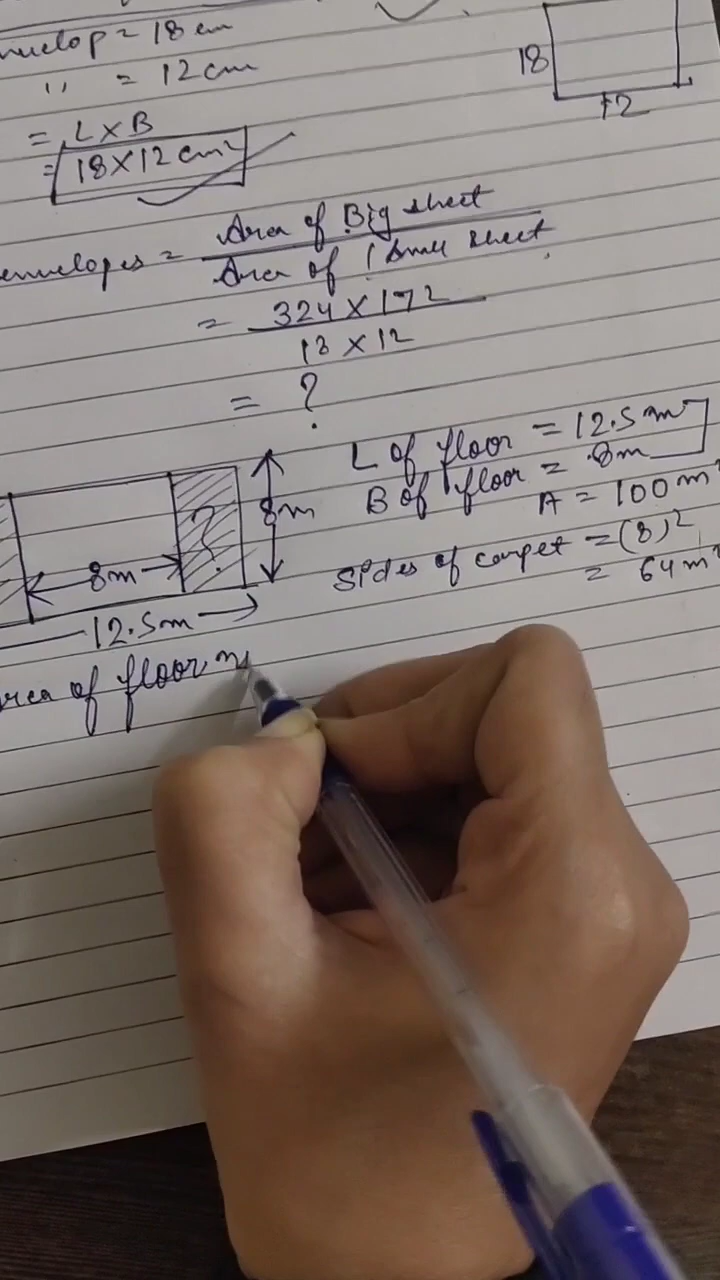 = 18 cm
18
" = 12 cm
12
= L X B
= 18 X 12 cm²
envelopes = Area of Big sheet
Area of 1 small sheet
= 324 X 172
18 X 12
= ?
L of floor = 12.5 m
B of floor = 8m
A = 100 m²
8m
?
8m
Sides of carpet = (8)²
= 64 m²
12.5m
of floor